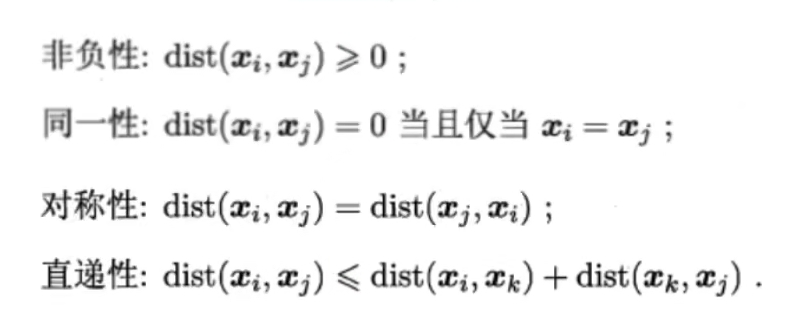 非负性: dist(xᵢ, xⱼ) ⩾ 0 ;
同一性: dist(xᵢ, xⱼ) = 0 当且仅当 xᵢ = xⱼ ;
对称性: dist(xᵢ, xⱼ) = dist(xⱼ, xᵢ) ;
直递性: dist(xᵢ, xⱼ) ⩽ dist(xᵢ, xₖ) + dist(xₖ, xⱼ) .